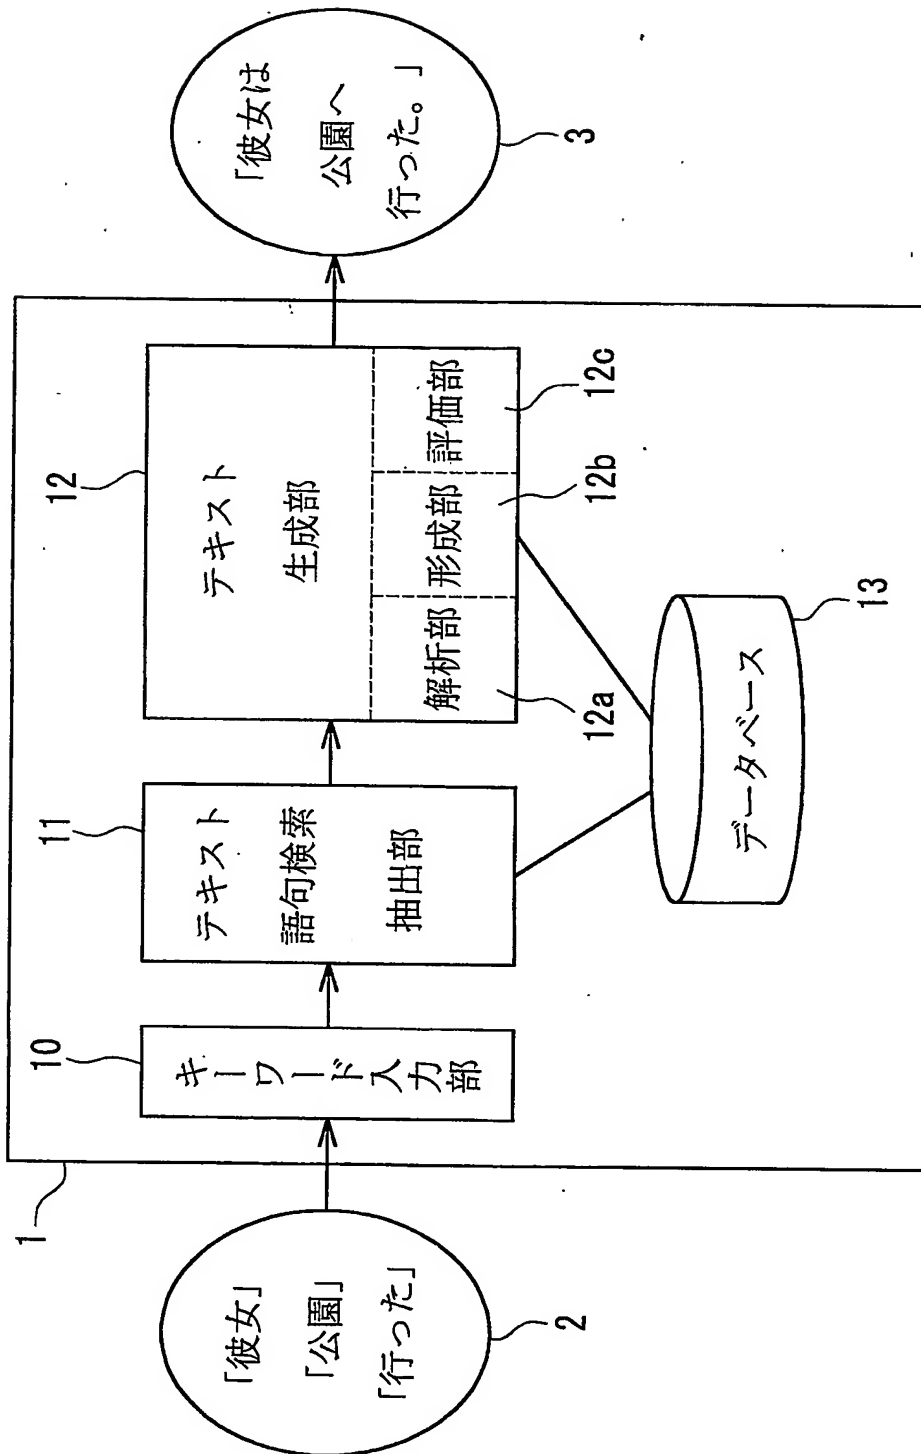 1
2
「彼女」
「公園」
「行った」
10
キーワード入力部
11
テキスト
語句検索
抽出部
12
テキスト
生成部
解析部
形成部
評価部
12a
12b
12c
13
データベース
3
「彼女は
公園へ
行った。」